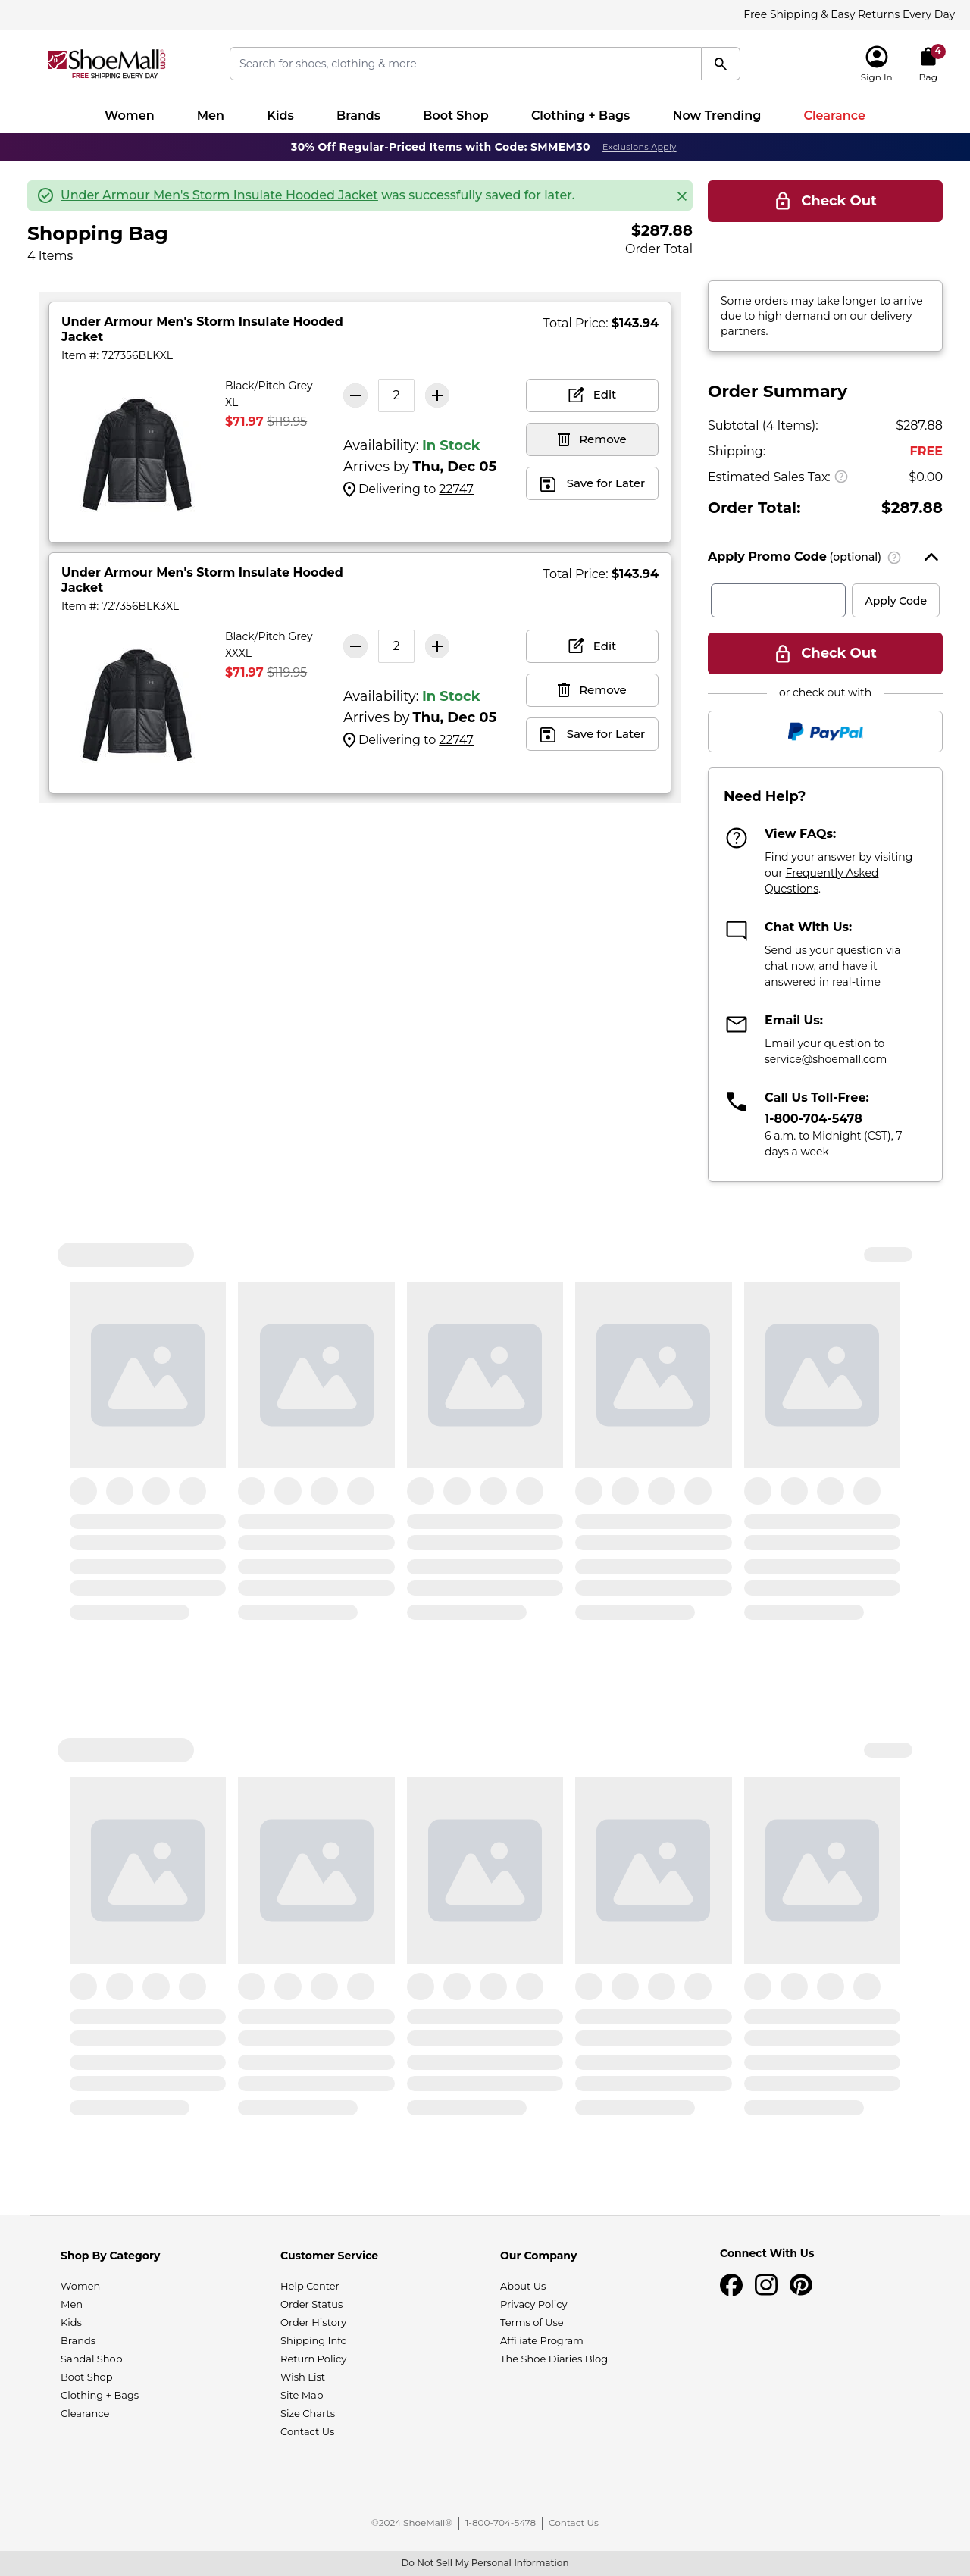 Free Shipping & Easy Returns Every Day
ShoeMall.com
FREE SHIPPING EVERY DAY
Search for shoes, clothing & more
Sign In
4
Bag
Women Men Kids Brands Boot Shop Clothing + Bags Now Trending Clearance
30% Off Regular-Priced Items with Code: SMMEM30 Exclusions Apply
Under Armour Men's Storm Insulate Hooded Jacket was successfully saved for later.
Shopping Bag
4 Items
$287.88
Order Total
Under Armour Men's Storm Insulate Hooded
Jacket
Item #: 727356BLKXL
Total Price: $143.94
Black/Pitch Grey
XL
$71.97 $119.95
2
Availability: In Stock
Arrives by Thu, Dec 05
Delivering to 22747
Edit
Remove
Save for Later
Under Armour Men's Storm Insulate Hooded
Jacket
Item #: 727356BLK3XL
Total Price: $143.94
Black/Pitch Grey
XXXL
$71.97 $119.95
2
Availability: In Stock
Arrives by Thu, Dec 05
Delivering to 22747
Edit
Remove
Save for Later
Check Out
Some orders may take longer to arrive
due to high demand on our delivery
partners.
Order Summary
Subtotal (4 Items): $287.88
Shipping: FREE
Estimated Sales Tax: ? $0.00
Order Total: $287.88
Apply Promo Code (optional) ?
Apply Code
Check Out
or check out with
PayPal
Need Help?
View FAQs:
Find your answer by visiting
our Frequently Asked
Questions.
Chat With Us:
Send us your question via
chat now, and have it
answered in real-time
Email Us:
Email your question to
service@shoemall.com
Call Us Toll-Free:
1-800-704-5478
6 a.m. to Midnight (CST), 7
days a week
Shop By Category
Women
Men
Kids
Brands
Sandal Shop
Boot Shop
Clothing + Bags
Clearance
Customer Service
Help Center
Order Status
Order History
Shipping Info
Return Policy
Wish List
Site Map
Size Charts
Contact Us
Our Company
About Us
Privacy Policy
Terms of Use
Affiliate Program
The Shoe Diaries Blog
Connect With Us
©2024 ShoeMall® 1-800-704-5478 Contact Us
Do Not Sell My Personal Information